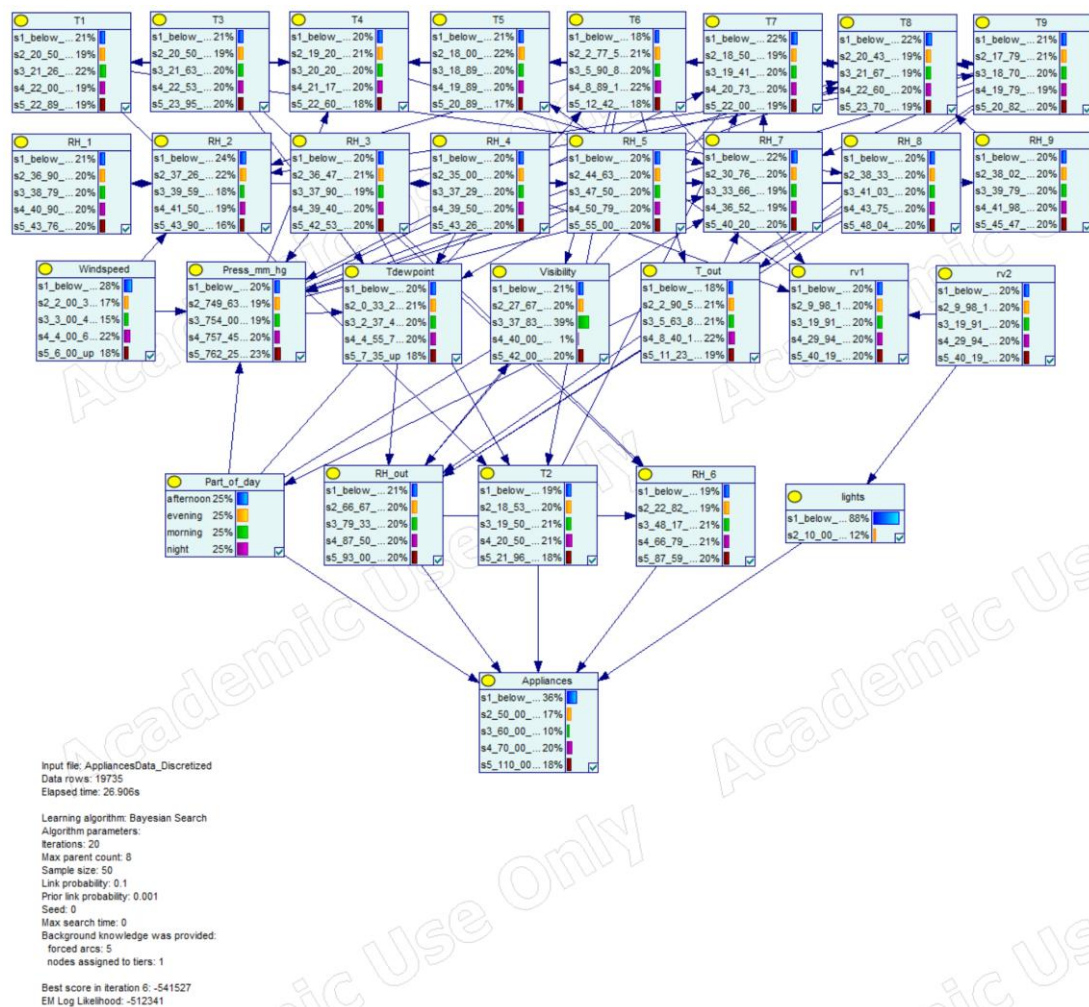 T1
s1_below_... 21%
s2_20_50_... 19%
s3_21_26_... 22%
s4_22_00_... 19%
s5_22_89_... 19%
T3
s1_below_... 21%
s2_20_50_... 19%
s3_21_63_... 20%
s4_22_53_... 20%
s5_23_95_... 20%
T4
s1_below_... 20%
s2_19_20_... 21%
s3_20_20_... 20%
s4_21_17_... 20%
s5_22_60_... 18%
T5
s1_below_... 21%
s2_18_00_... 22%
s3_18_89_... 20%
s4_19_89_... 20%
s5_20_89_... 17%
T6
s1_below_... 18%
s2_2_77_5... 21%
s3_5_90_8... 21%
s4_8_89_1... 22%
s5_12_42_... 18%
T7
s1_below_... 22%
s2_18_50_... 19%
s3_19_41_... 20%
s4_20_73_... 20%
s5_22_00_... 19%
T8
s1_below_... 22%
s2_20_43_... 19%
s3_21_67_... 19%
s4_22_60_... 20%
s5_23_70_... 19%
T9
s1_below_... 21%
s2_17_79_... 21%
s3_18_70_... 20%
s4_19_79_... 19%
s5_20_82_... 20%
RH_1
s1_below_... 21%
s2_36_90_... 20%
s3_38_79_... 20%
s4_40_90_... 20%
s5_43_76_... 20%
RH_2
s1_below_... 24%
s2_37_26_... 22%
s3_39_59_... 18%
s4_41_50_... 19%
s5_43_90_... 16%
RH_3
s1_below_... 20%
s2_36_47_... 21%
s3_37_90_... 19%
s4_39_40_... 20%
s5_42_53_... 20%
RH_4
s1_below_... 20%
s2_35_00_... 20%
s3_37_29_... 20%
s4_39_50_... 20%
s5_43_26_... 20%
RH_5
s1_below_... 20%
s2_44_63_... 20%
s3_47_50_... 20%
s4_50_79_... 20%
s5_55_00_... 20%
RH_7
s1_below_... 22%
s2_30_76_... 20%
s3_33_66_... 19%
s4_36_52_... 19%
s5_40_20_... 20%
RH_8
s1_below_... 20%
s2_38_33_... 20%
s3_41_03_... 20%
s4_43_75_... 20%
s5_48_04_... 20%
RH_9
s1_below_... 20%
s2_38_02_... 20%
s3_39_79_... 20%
s4_41_98_... 20%
s5_45_47_... 20%
Windspeed
s1_below_... 28%
s2_2_00_3... 17%
s3_3_00_4... 15%
s4_4_00_6... 22%
s5_6_00_up 18%
Press_mm_hg
s1_below_... 20%
s2_749_63... 19%
s3_754_00... 19%
s4_757_45... 20%
s5_762_25... 23%
Tdewpoint
s1_below_... 20%
s2_0_33_2... 21%
s3_2_37_4... 20%
s4_4_55_7... 20%
s5_7_35_up 18%
Visibility
s1_below_... 21%
s2_27_67_... 20%
s3_37_83_... 39%
s4_40_00_... 1%
s5_42_00_... 20%
T_out
s1_below_... 18%
s2_2_90_5... 21%
s3_5_63_8... 21%
s4_8_40_1... 22%
s5_11_23_... 19%
rv1
s1_below_... 20%
s2_9_98_1... 20%
s3_19_91_... 20%
s4_29_94_... 20%
s5_40_19_... 20%
rv2
s1_below_... 20%
s2_9_98_1... 20%
s3_19_91_... 20%
s4_29_94_... 20%
s5_40_19_... 20%
Part_of_day
afternoon 25%
evening 25%
morning 25%
night 25%
RH_out
s1_below_... 21%
s2_66_67_... 20%
s3_79_33_... 20%
s4_87_50_... 20%
s5_93_00_... 20%
T2
s1_below_... 19%
s2_18_53_... 20%
s3_19_50_... 21%
s4_20_50_... 21%
s5_21_96_... 18%
RH_6
s1_below_... 19%
s2_22_82_... 19%
s3_48_17_... 21%
s4_66_79_... 21%
s5_87_59_... 20%
lights
s1_below_... 88%
s2_10_00_... 12%
Appliances
s1_below_... 36%
s2_50_00_... 17%
s3_60_00_... 10%
s4_70_00_... 20%
s5_110_00... 18%
Input file: AppliancesData_Discretized
Data rows: 19735
Elapsed time: 26.906s
Learning algorithm: Bayesian Search
Algorithm parameters:
Iterations: 20
Max parent count: 8
Sample size: 50
Link probability: 0.1
Prior link probability: 0.001
Seed: 0
Max search time: 0
Background knowledge was provided:
forced arcs: 5
nodes assigned to tiers: 1
Best score in iteration 6: -541527
EM Log Likelihood: -512341
Academic Use Only